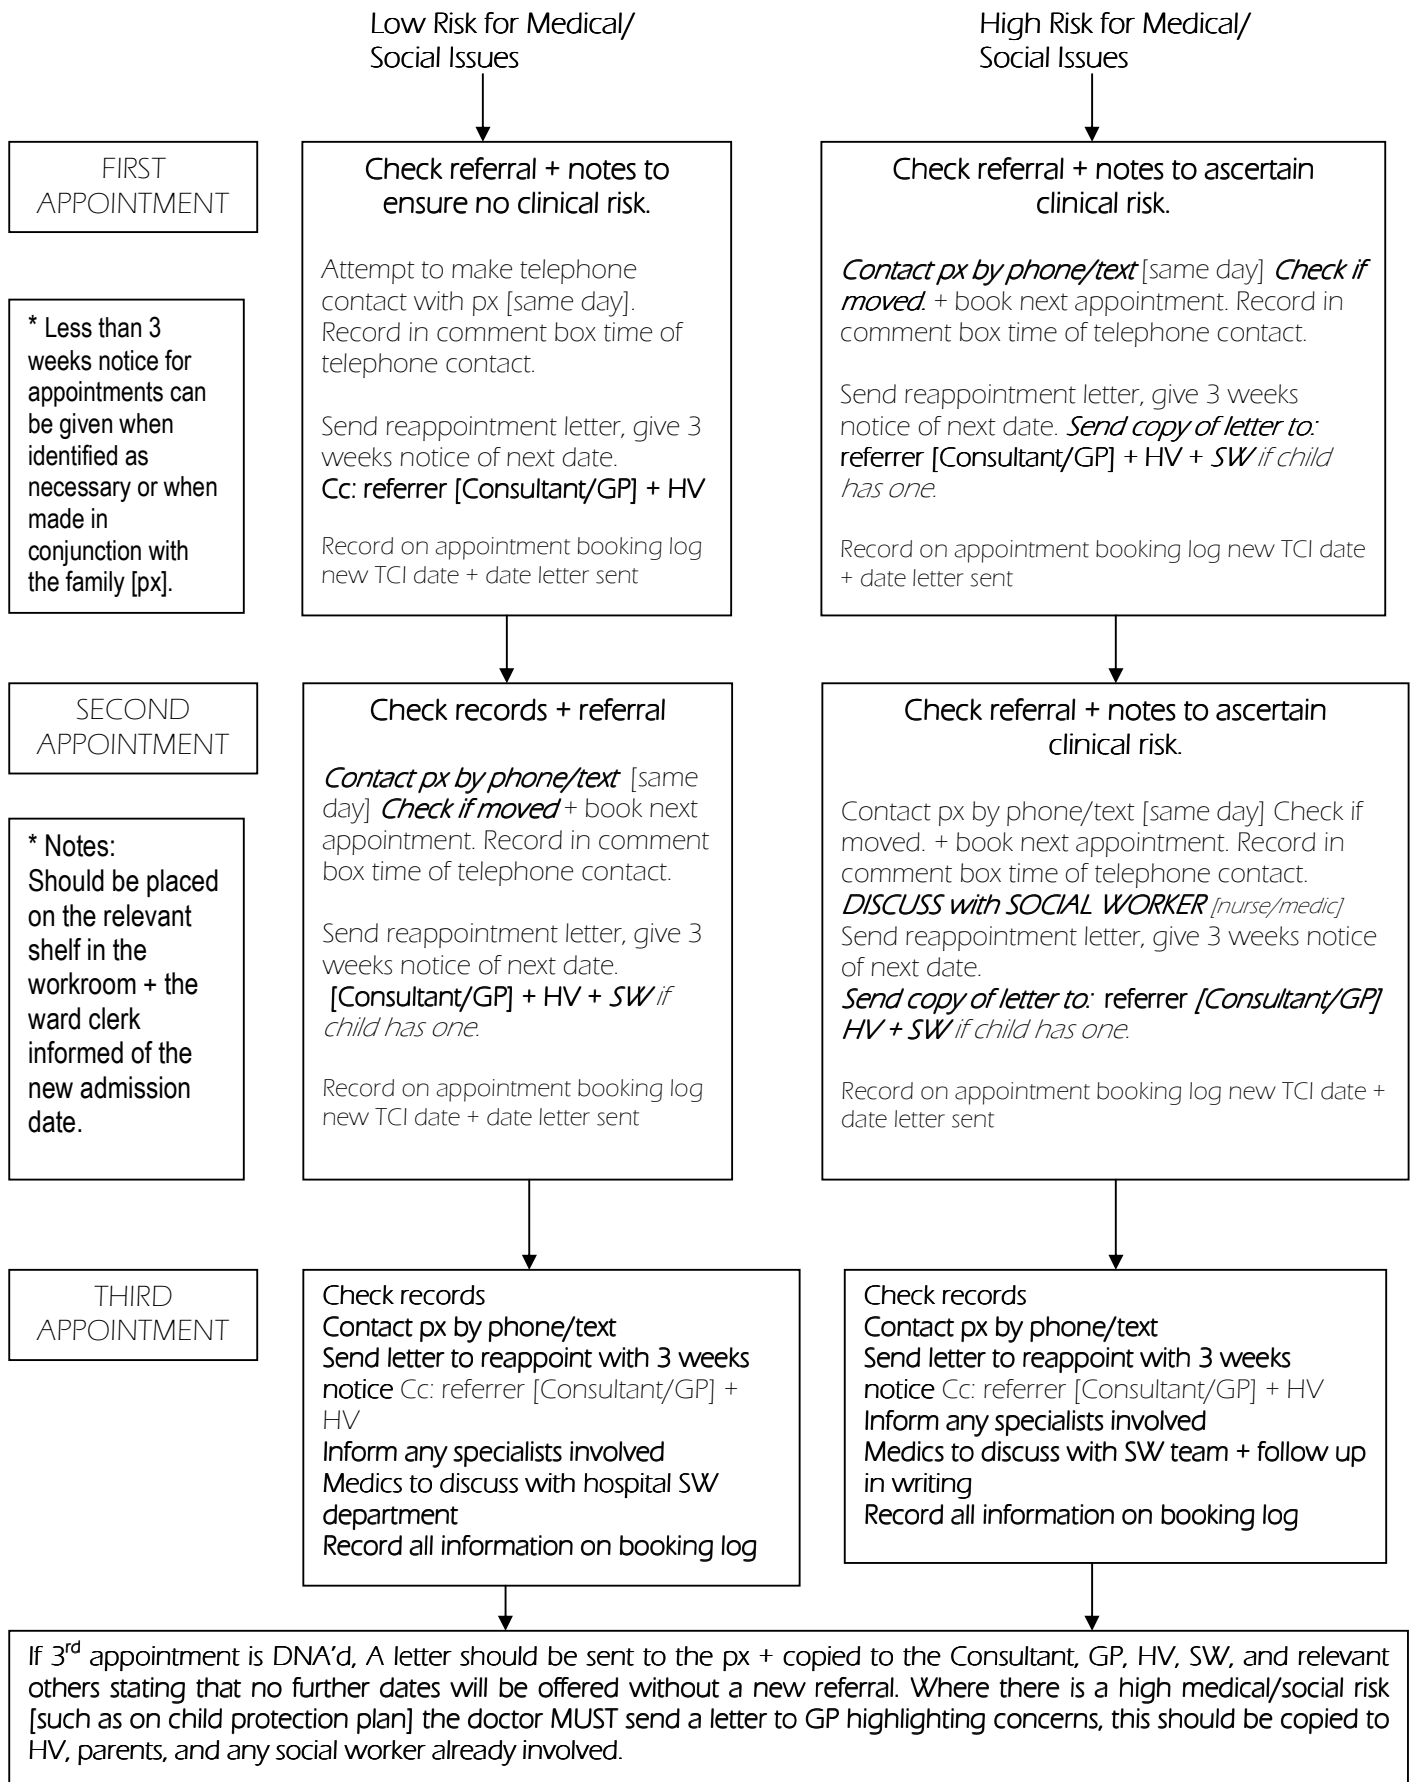 Low Risk for Medical/
Social Issues
High Risk for Medical/
Social Issues
FIRST
APPOINTMENT
* Less than 3
weeks notice for
appointments can
be given when
identified as
necessary or when
made in
conjunction with
the family [px].
Check referral + notes to
ensure no clinical risk.
Attempt to make telephone
contact with px [same day].
Record in comment box time of
telephone contact.
Send reappointment letter, give 3
weeks notice of next date.
Cc: referrer [Consultant/GP] + HV
Record on appointment booking log
new TCI date + date letter sent
Check referral + notes to ascertain
clinical risk.
Contact px by phone/text [same day] Check if
moved. + book next appointment. Record in
comment box time of telephone contact.
Send reappointment letter, give 3 weeks
notice of next date. Send copy of letter to:
referrer [Consultant/GP] + HV + SW if child
has one.
Record on appointment booking log new TCI date
+ date letter sent
SECOND
APPOINTMENT
* Notes:
Should be placed
on the relevant
shelf in the
workroom + the
ward clerk
informed of the
new admission
date.
Check records + referral
Contact px by phone/text [same
day] Check if moved + book next
appointment. Record in comment
box time of telephone contact.
Send reappointment letter, give 3
weeks notice of next date.
[Consultant/GP] + HV + SW if
child has one.
Record on appointment booking log
new TCI date + date letter sent
Check referral + notes to ascertain
clinical risk.
Contact px by phone/text [same day] Check if
moved. + book next appointment. Record in
comment box time of telephone contact.
DISCUSS with SOCIAL WORKER [nurse/medic]
Send reappointment letter, give 3 weeks notice
of next date.
Send copy of letter to: referrer [Consultant/GP]
HV + SW if child has one.
Record on appointment booking log new TCI date +
date letter sent
THIRD
APPOINTMENT
Check records
Contact px by phone/text
Send letter to reappoint with 3 weeks
notice Cc: referrer [Consultant/GP] +
HV
Inform any specialists involved
Medics to discuss with hospital SW
department
Record all information on booking log
Check records
Contact px by phone/text
Send letter to reappoint with 3 weeks
notice Cc: referrer [Consultant/GP] + HV
Inform any specialists involved
Medics to discuss with SW team + follow up
in writing
Record all information on booking log
If 3rd appointment is DNA'd, A letter should be sent to the px + copied to the Consultant, GP, HV, SW, and relevant
others stating that no further dates will be offered without a new referral. Where there is a high medical/social risk
[such as on child protection plan] the doctor MUST send a letter to GP highlighting concerns, this should be copied to
HV, parents, and any social worker already involved.